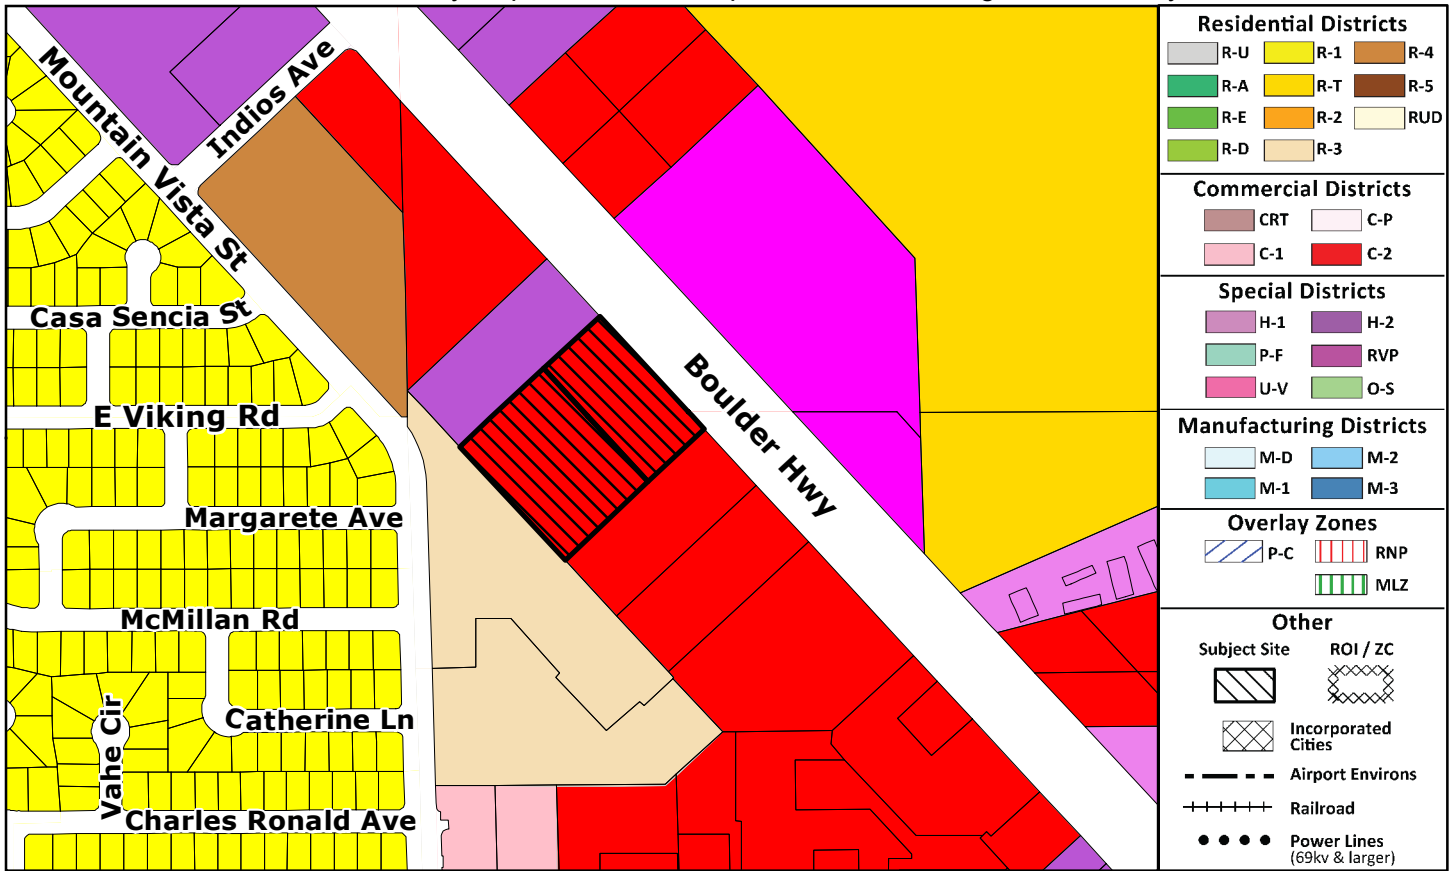 Mountain Vista St
Indios Ave
Casa Sencia St
E Viking Rd
Margarete Ave
McMillan Rd
Catherine Ln
Vahe Cir
Charles Ronald Ave
Boulder Hwy
Residential Districts
R-U R-1 R-4
R-A R-T R-5
R-E R-2 RUD
R-D R-3
Commercial Districts
CRT C-P
C-1 C-2
Special Districts
H-1 H-2
P-F RVP
U-V O-S
Manufacturing Districts
M-D M-2
M-1 M-3
Overlay Zones
P-C RNP
MLZ
Other
Subject Site ROI / ZC
Incorporated
Cities
Airport Environs
Railroad
Power Lines
(69kv & larger)